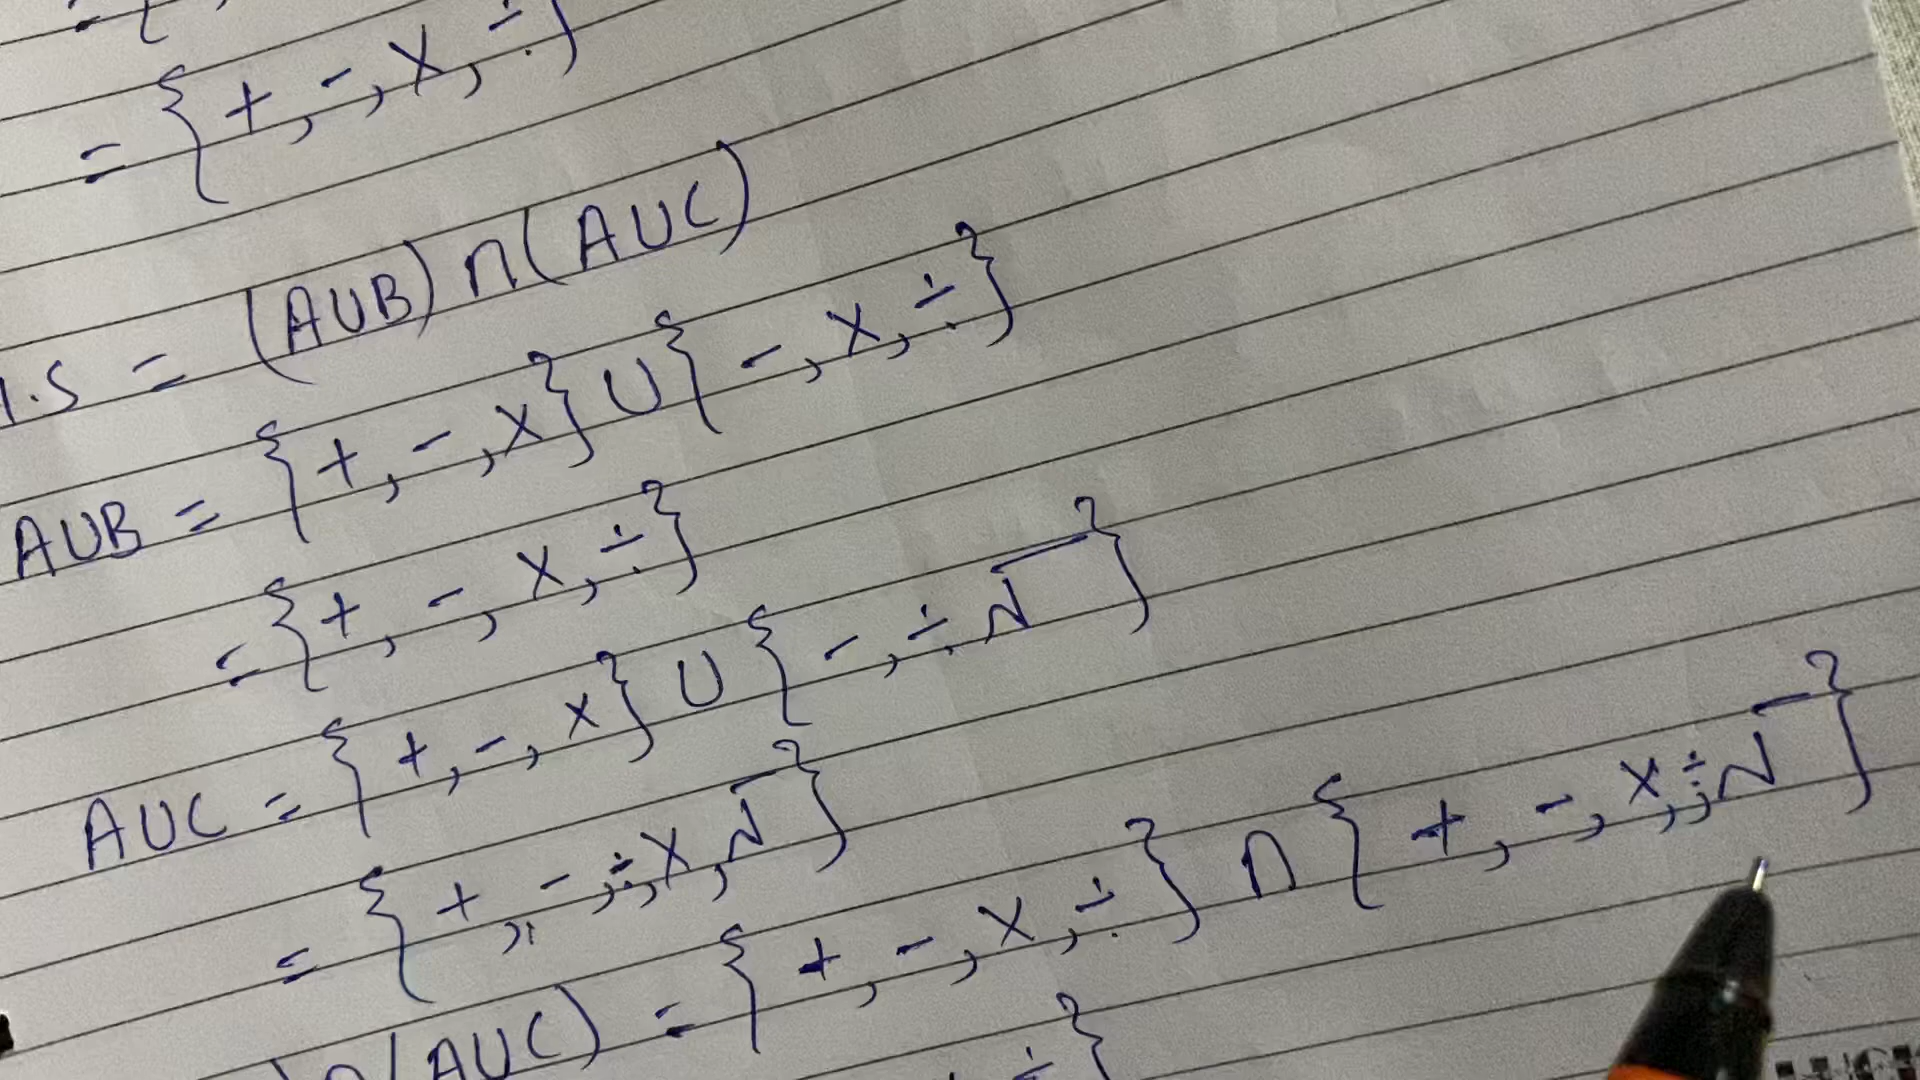 = {+, -, x, ÷}
.S = (AUB) ∩ (AUC)
AUB = {+, -, x} U {-, x, ÷}
= {+, -, x, ÷}
AUC = {+, -, x} U {-, ÷ √}
= {+, -, ÷, x, √}
∩ (AUC) = {+, -, x, ÷} ∩ {+, -, x, ÷, √}
÷}